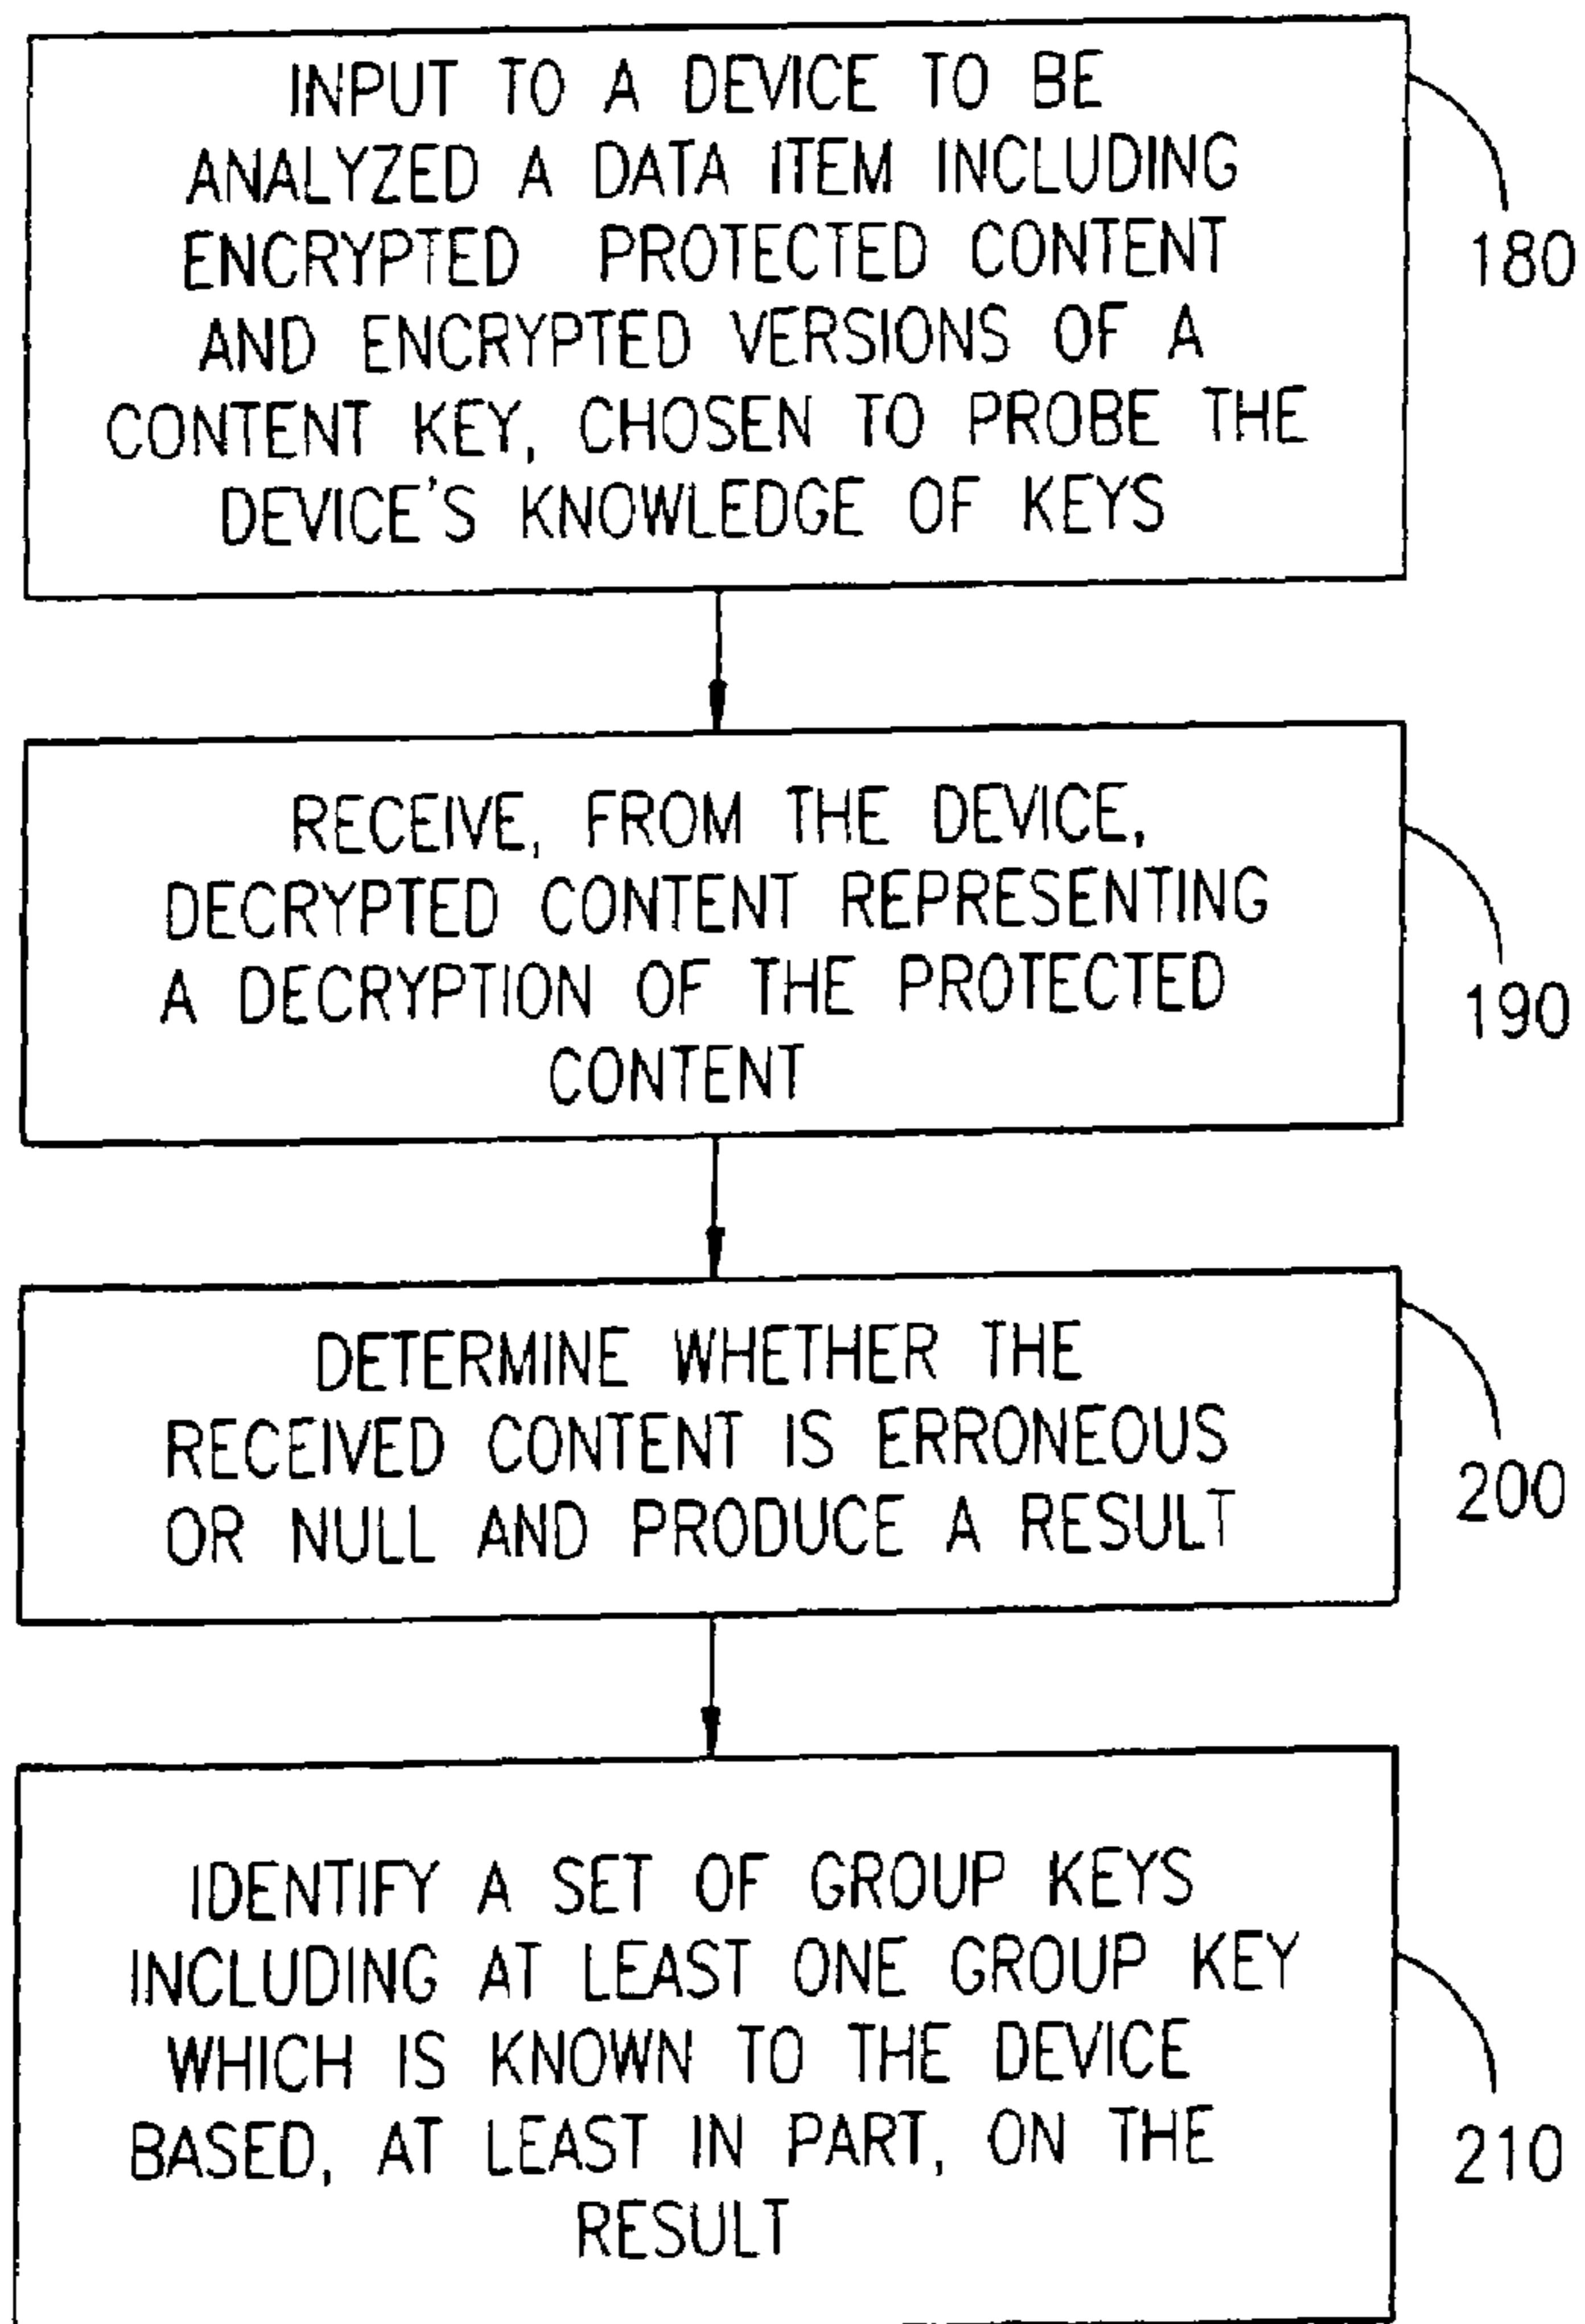 INPUT TO A DEVICE TO BE
ANALYZED A DATA ITEM INCLUDING
ENCRYPTED PROTECTED CONTENT
AND ENCRYPTED VERSIONS OF A
CONTENT KEY, CHOSEN TO PROBE THE
DEVICE'S KNOWLEDGE OF KEYS
180
RECEIVE, FROM THE DEVICE,
DECRYPTED CONTENT REPRESENTING
A DECRYPTION OF THE PROTECTED
CONTENT
190
DETERMINE WHETHER THE
RECEIVED CONTENT IS ERRONEOUS
OR NULL AND PRODUCE A RESULT
200
IDENTIFY A SET OF GROUP KEYS
INCLUDING AT LEAST ONE GROUP KEY
WHICH IS KNOWN TO THE DEVICE
BASED, AT LEAST IN PART, ON THE
RESULT
210